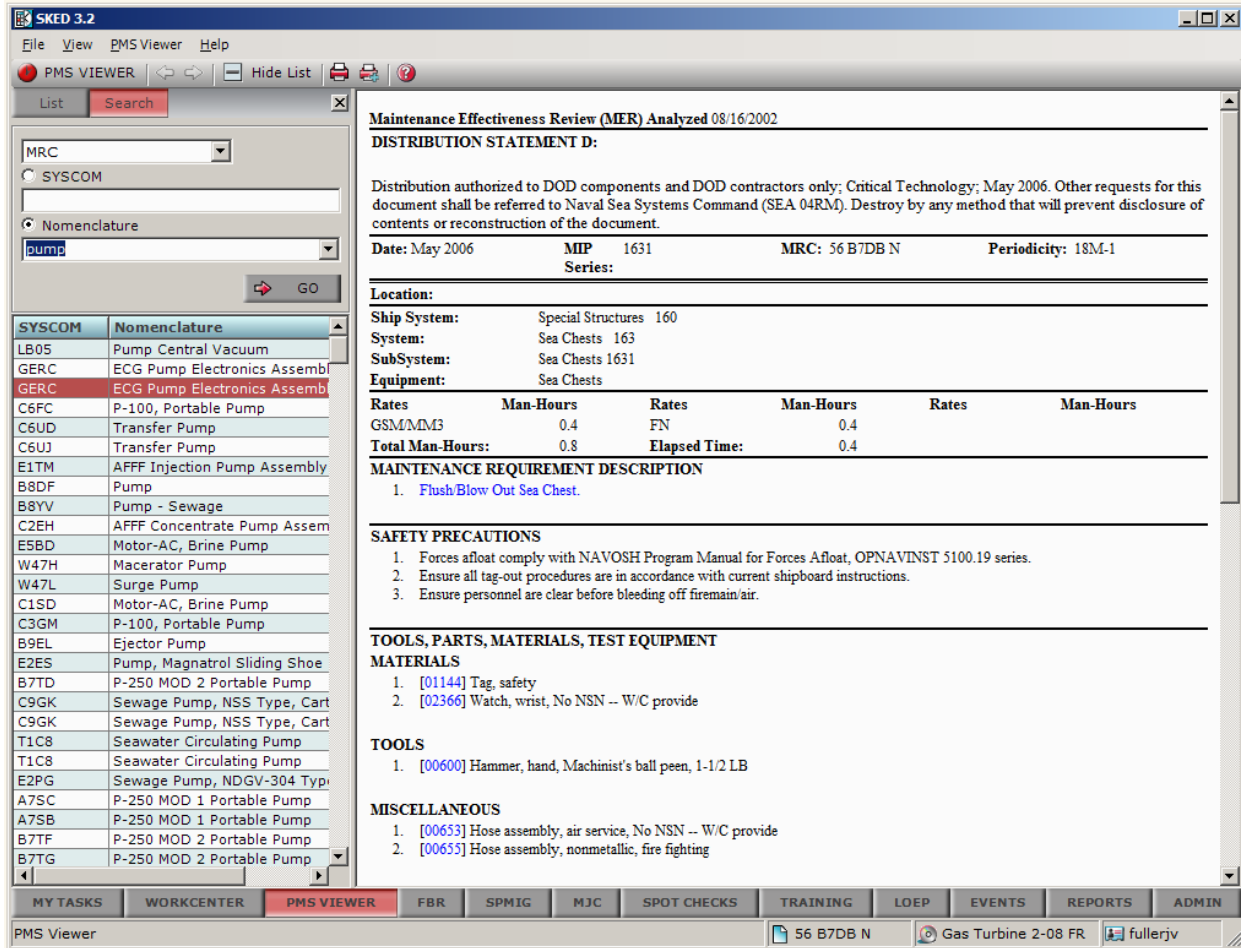 SKED 3.2
File View PMS Viewer Help
PMS VIEWER Hide List
List Search
MRC
SYSCOM
Nomenclature
pump
GO
SYSCOM Nomenclature
LB05 Pump Central Vacuum
GERC ECG Pump Electronics Assembl
GERC ECG Pump Electronics Assembl
C6FC P-100, Portable Pump
C6UD Transfer Pump
C6UJ Transfer Pump
E1TM AFFF Injection Pump Assembly
B8DF Pump
B8YV Pump - Sewage
C2EH AFFF Concentrate Pump Assem
E5BD Motor-AC, Brine Pump
W47H Macerator Pump
W47L Surge Pump
C1SD Motor-AC, Brine Pump
C3GM P-100, Portable Pump
B9EL Ejector Pump
E2ES Pump, Magnatrol Sliding Shoe
B7TD P-250 MOD 2 Portable Pump
C9GK Sewage Pump, NSS Type, Cart
C9GK Sewage Pump, NSS Type, Cart
T1C8 Seawater Circulating Pump
T1C8 Seawater Circulating Pump
E2PG Sewage Pump, NDGV-304 Typ
A7SC P-250 MOD 1 Portable Pump
A7SB P-250 MOD 1 Portable Pump
B7TF P-250 MOD 2 Portable Pump
B7TG P-250 MOD 2 Portable Pump
Maintenance Effectiveness Review (MER) Analyzed 08/16/2002
DISTRIBUTION STATEMENT D:
Distribution authorized to DOD components and DOD contractors only; Critical Technology; May 2006. Other requests for this
document shall be referred to Naval Sea Systems Command (SEA 04RM). Destroy by any method that will prevent disclosure of
contents or reconstruction of the document.
Date: May 2006 MIP Series: 1631 MRC: 56 B7DB N Periodicity: 18M-1
Location:
Ship System: Special Structures 160
System: Sea Chests 163
SubSystem: Sea Chests 1631
Equipment: Sea Chests
Rates Man-Hours Rates Man-Hours Rates Man-Hours
GSM/MM3 0.4 FN 0.4
Total Man-Hours: 0.8 Elapsed Time: 0.4
MAINTENANCE REQUIREMENT DESCRIPTION
1. Flush/Blow Out Sea Chest.
SAFETY PRECAUTIONS
1. Forces afloat comply with NAVOSH Program Manual for Forces Afloat, OPNAVINST 5100.19 series.
2. Ensure all tag-out procedures are in accordance with current shipboard instructions.
3. Ensure personnel are clear before bleeding off firemain/air.
TOOLS, PARTS, MATERIALS, TEST EQUIPMENT
MATERIALS
1. [01144] Tag, safety
2. [02366] Watch, wrist, No NSN -- W/C provide
TOOLS
1. [00600] Hammer, hand, Machinist's ball peen, 1-1/2 LB
MISCELLANEOUS
1. [00653] Hose assembly, air service, No NSN -- W/C provide
2. [00655] Hose assembly, nonmetallic, fire fighting
MY TASKS WORKCENTER PMS VIEWER FBR SPMIG MJC SPOT CHECKS TRAINING LOEP EVENTS REPORTS ADMIN
PMS Viewer 56 B7DB N Gas Turbine 2-08 FR fullerjv